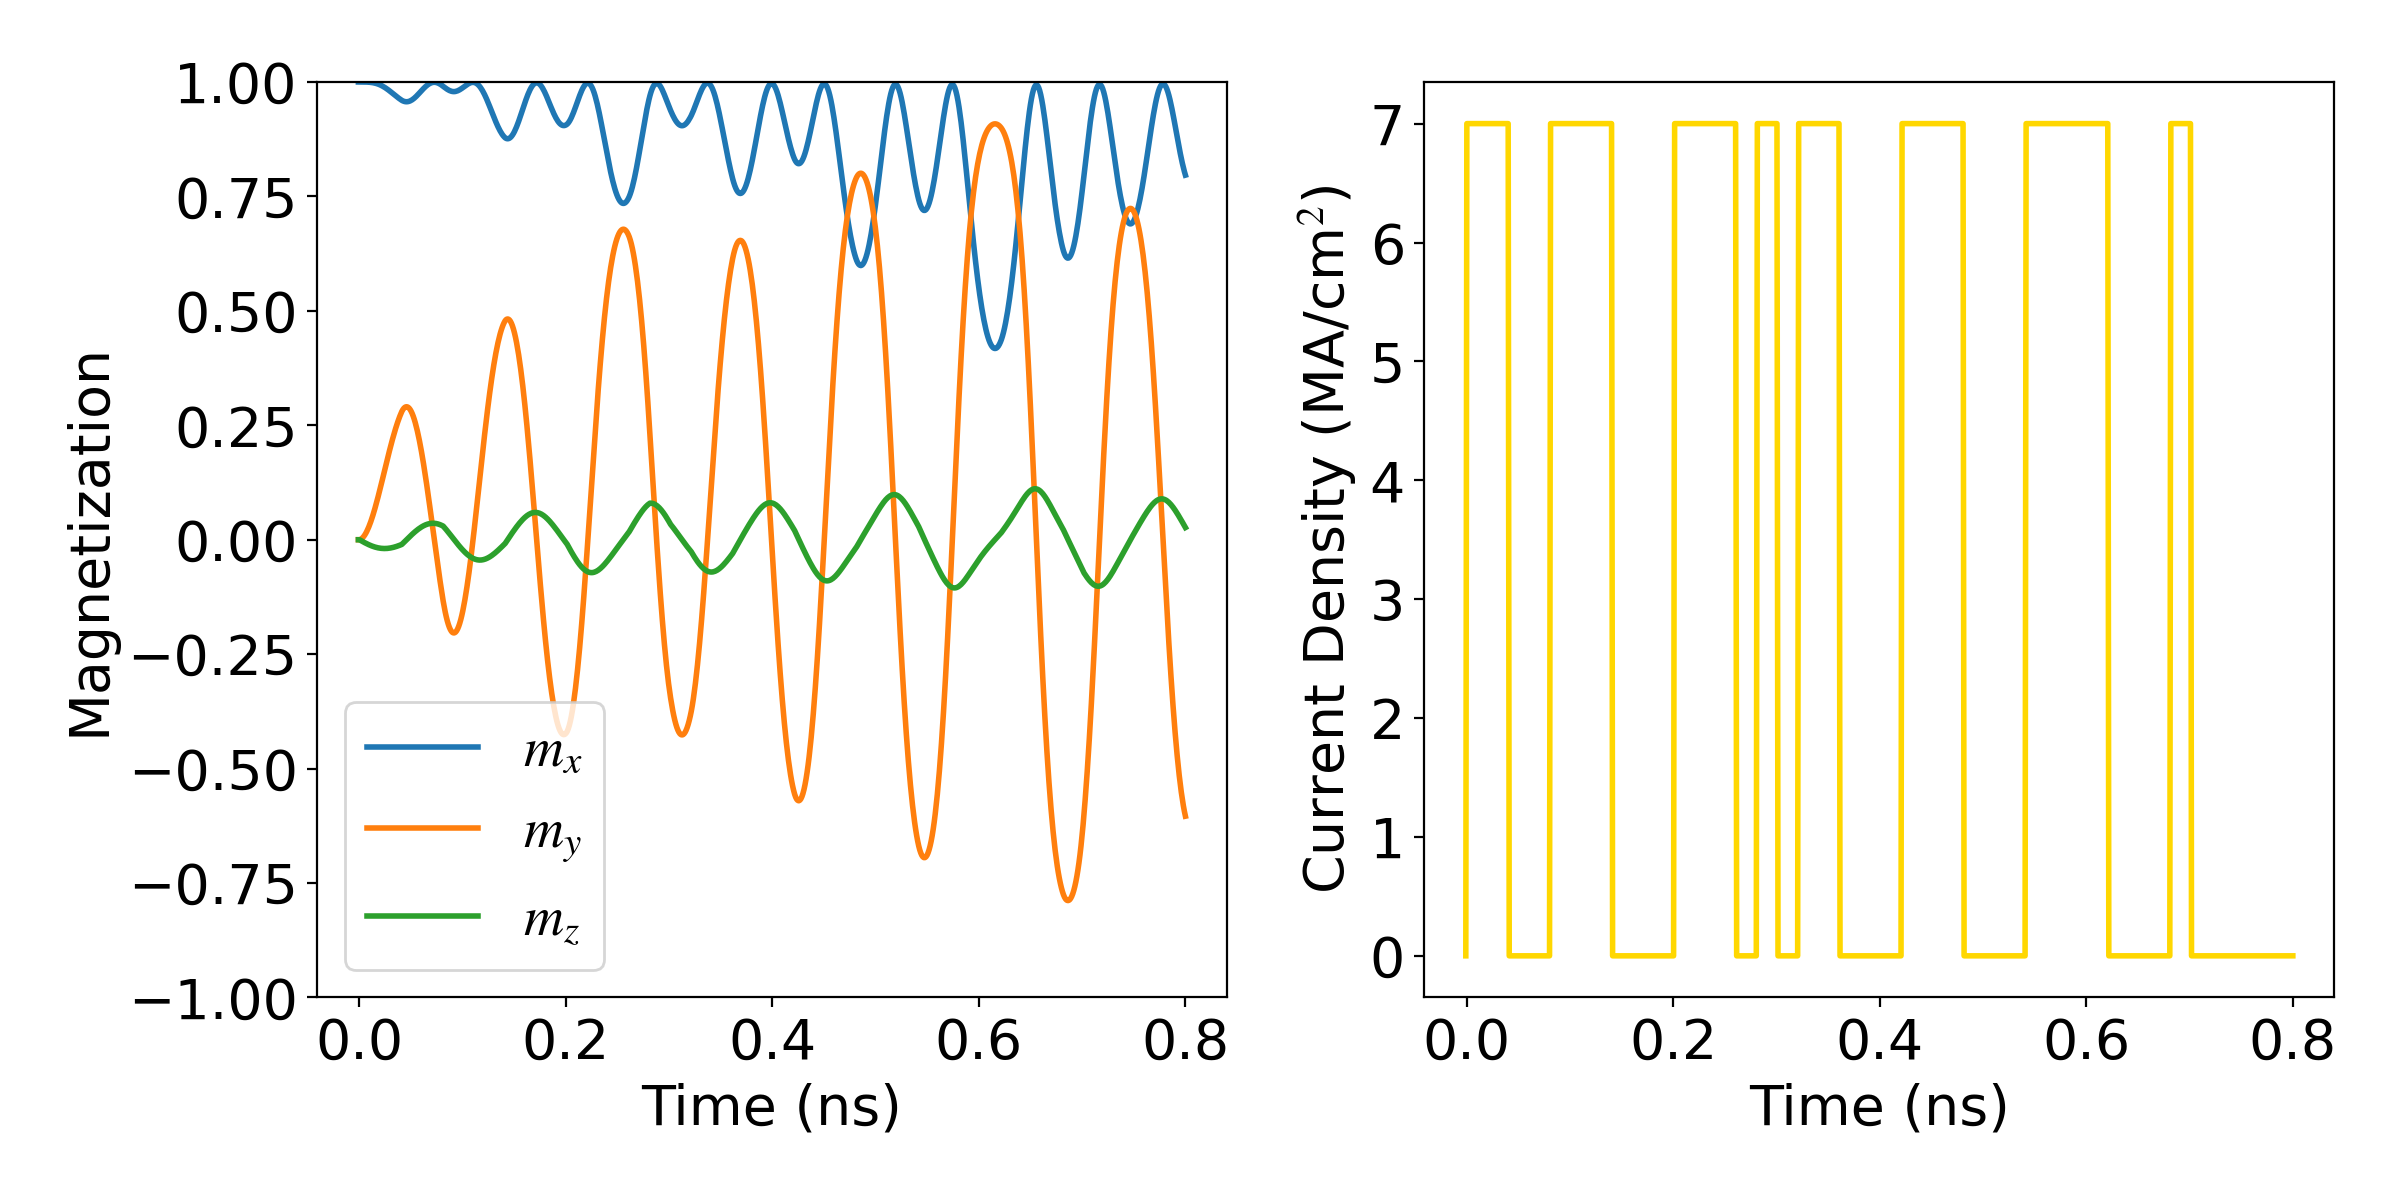 1.00
0.75
0.50
0.25
0.00
−0.25
−0.50
−0.75
−1.00
Magnetization
m_x
m_y
m_z
0.0 0.2 0.4 0.6 0.8
Time (ns)
7
6
5
4
3
2
1
0
Current Density (MA/cm²)
0.0 0.2 0.4 0.6 0.8
Time (ns)